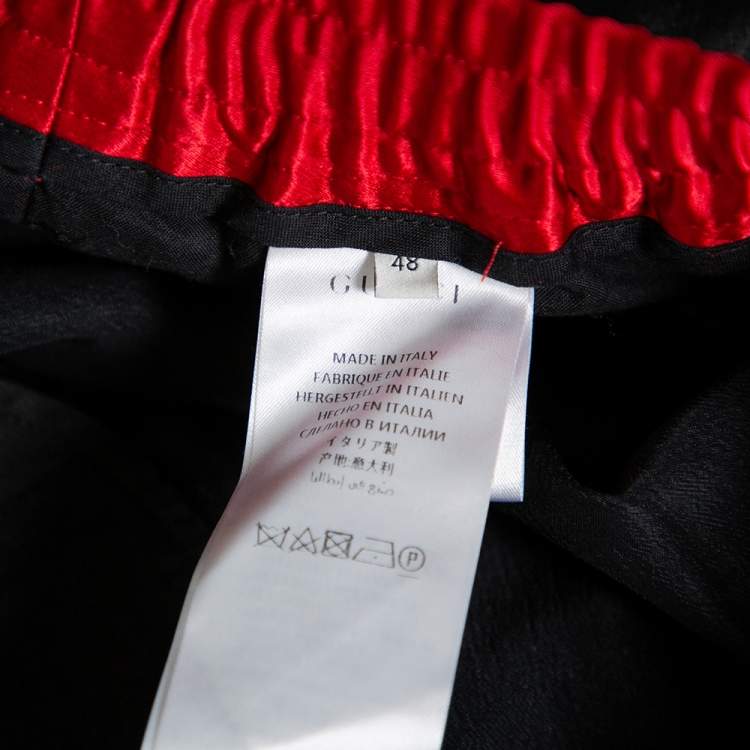 48
GU I
MADE IN ITALY
FABRIQUE EN ITALIE
HERGESTELLT IN ITALIEN
HECHO EN ITALIA
СДЕЛАНО В ИТАЛИИ
イタリア製
产地:意大利
P